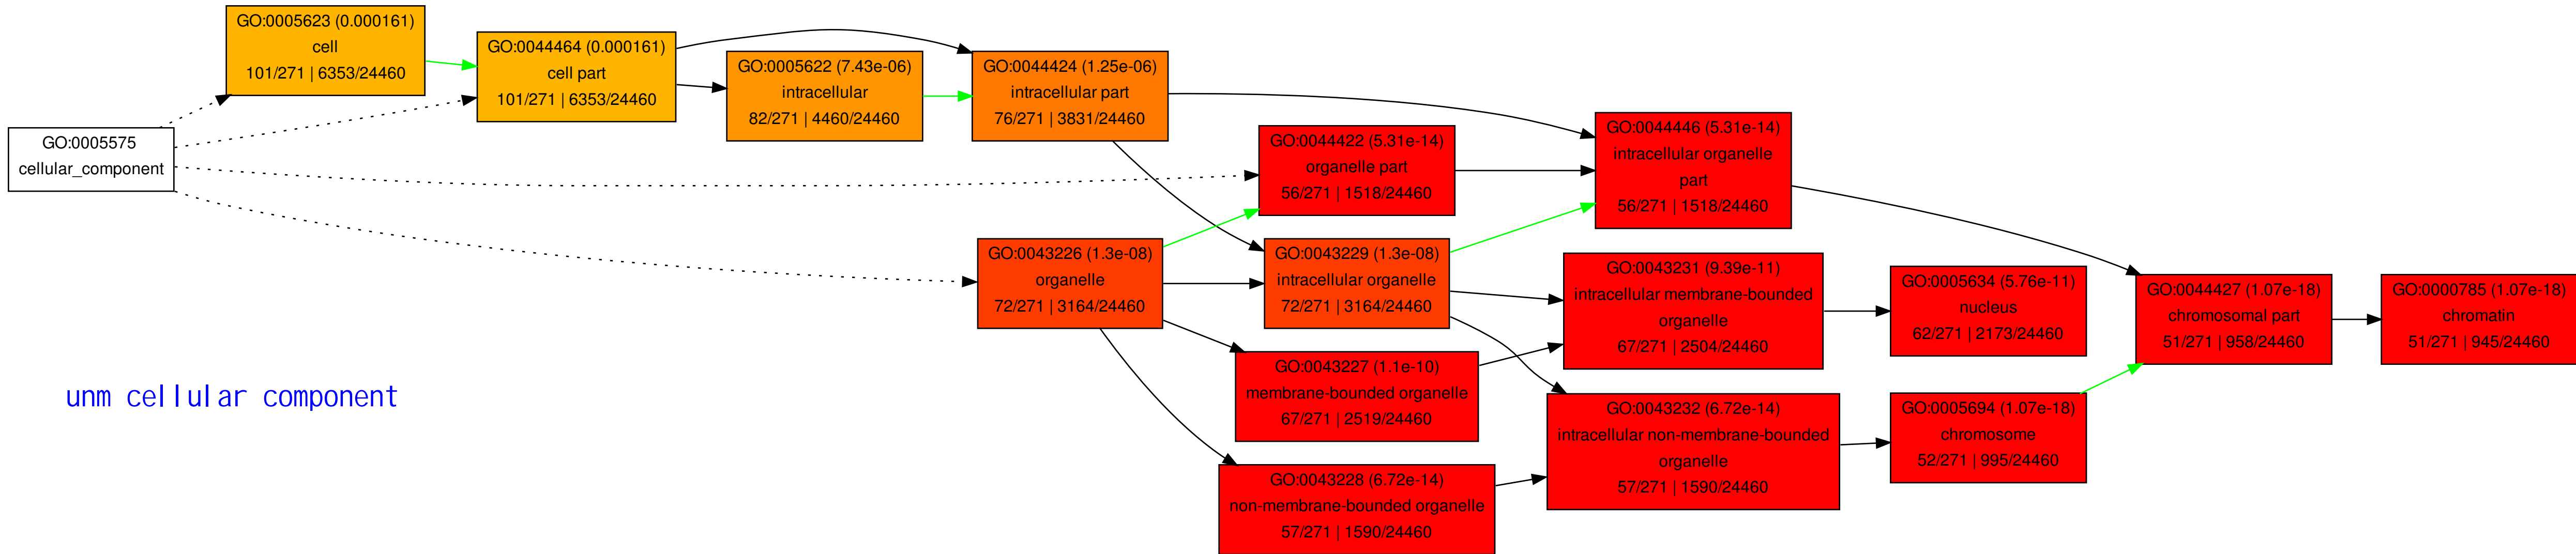 GO:0005623 (0.000161)
cell
101/271 | 6353/24460
GO:0044464 (0.000161)
cell part
101/271 | 6353/24460
GO:0005622 (7.43e-06)
intracellular
82/271 | 4460/24460
GO:0044424 (1.25e-06)
intracellular part
76/271 | 3831/24460
GO:0005575
cellular_component
GO:0044422 (5.31e-14)
organelle part
56/271 | 1518/24460
GO:0044446 (5.31e-14)
intracellular organelle
part
56/271 | 1518/24460
GO:0043226 (1.3e-08)
organelle
72/271 | 3164/24460
GO:0043229 (1.3e-08)
intracellular organelle
72/271 | 3164/24460
GO:0043231 (9.39e-11)
intracellular membrane-bounded
organelle
67/271 | 2504/24460
GO:0005634 (5.76e-11)
nucleus
62/271 | 2173/24460
GO:0044427 (1.07e-18)
chromosomal part
51/271 | 958/24460
GO:0000785 (1.07e-18)
chromatin
51/271 | 945/24460
GO:0043227 (1.1e-10)
membrane-bounded organelle
67/271 | 2519/24460
GO:0043232 (6.72e-14)
intracellular non-membrane-bounded
organelle
57/271 | 1590/24460
GO:0005694 (1.07e-18)
chromosome
52/271 | 995/24460
GO:0043228 (6.72e-14)
non-membrane-bounded organelle
57/271 | 1590/24460
unm cellular component